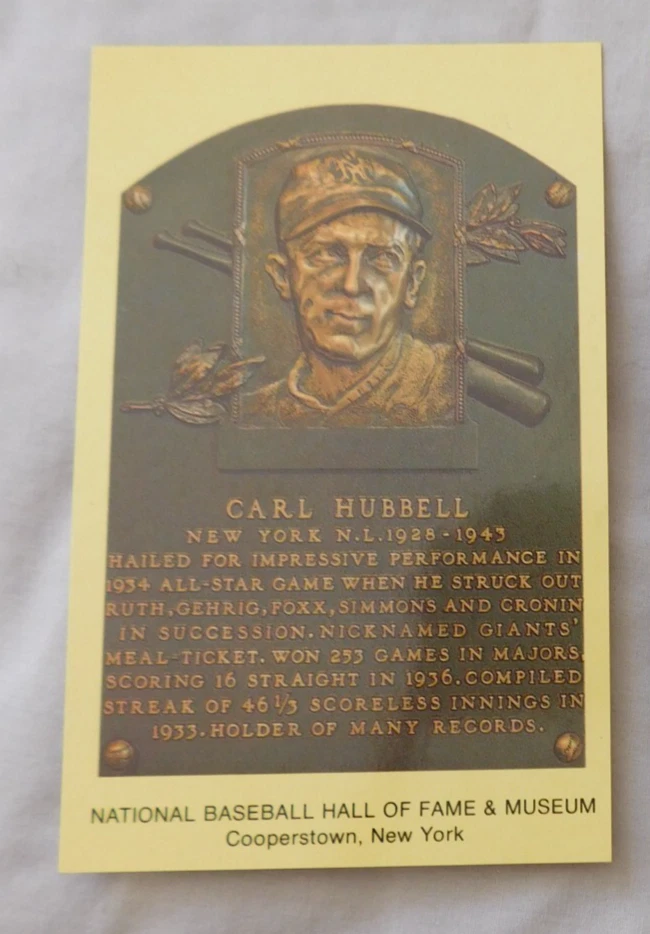 CARL HUBBELL
NEW YORK N.L. 1928-1943
HAILED FOR IMPRESSIVE PERFORMANCE IN
1934 ALL-STAR GAME WHEN HE STRUCK OUT
RUTH, GEHRIG, FOXX, SIMMONS AND CRONIN
IN SUCCESSION. NICKNAMED GIANTS'
MEAL-TICKET. WON 253 GAMES IN MAJORS,
SCORING 16 STRAIGHT IN 1936. COMPILED
STREAK OF 46 1/3 SCORELESS INNINGS IN
1933. HOLDER OF MANY RECORDS.
NATIONAL BASEBALL HALL OF FAME & MUSEUM
Cooperstown, New York